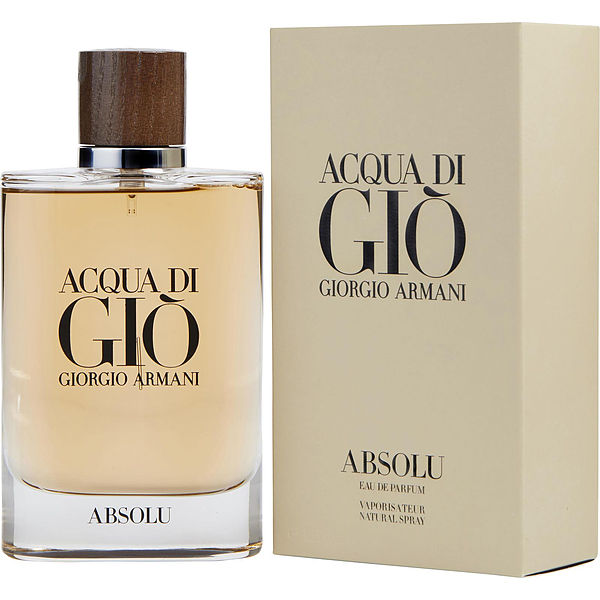 ACQUA DI
GIÒ
GIORGIO ARMANI
ABSOLU
ACQUA DI
GIÒ
GIORGIO ARMANI
ABSOLU
EAU DE PARFUM
VAPORISATEUR
NATURAL SPRAY